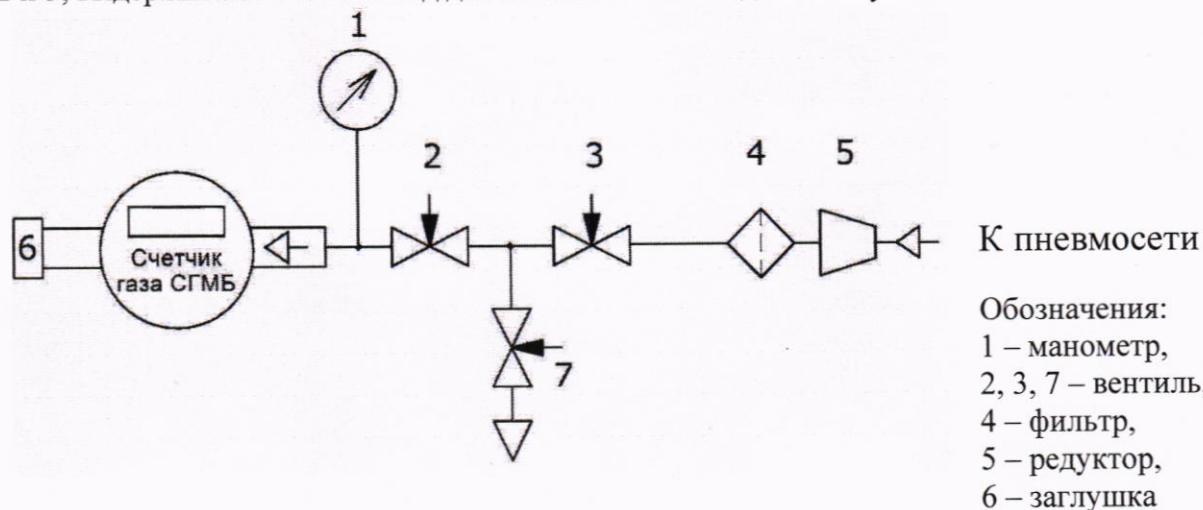 1
2 3 4 5
6
Счетчик
газа СГМБ
К пневмосети
7
Обозначения:
1 – манометр,
2, 3, 7 – вентиль,
4 – фильтр,
5 – редуктор,
6 – заглушка